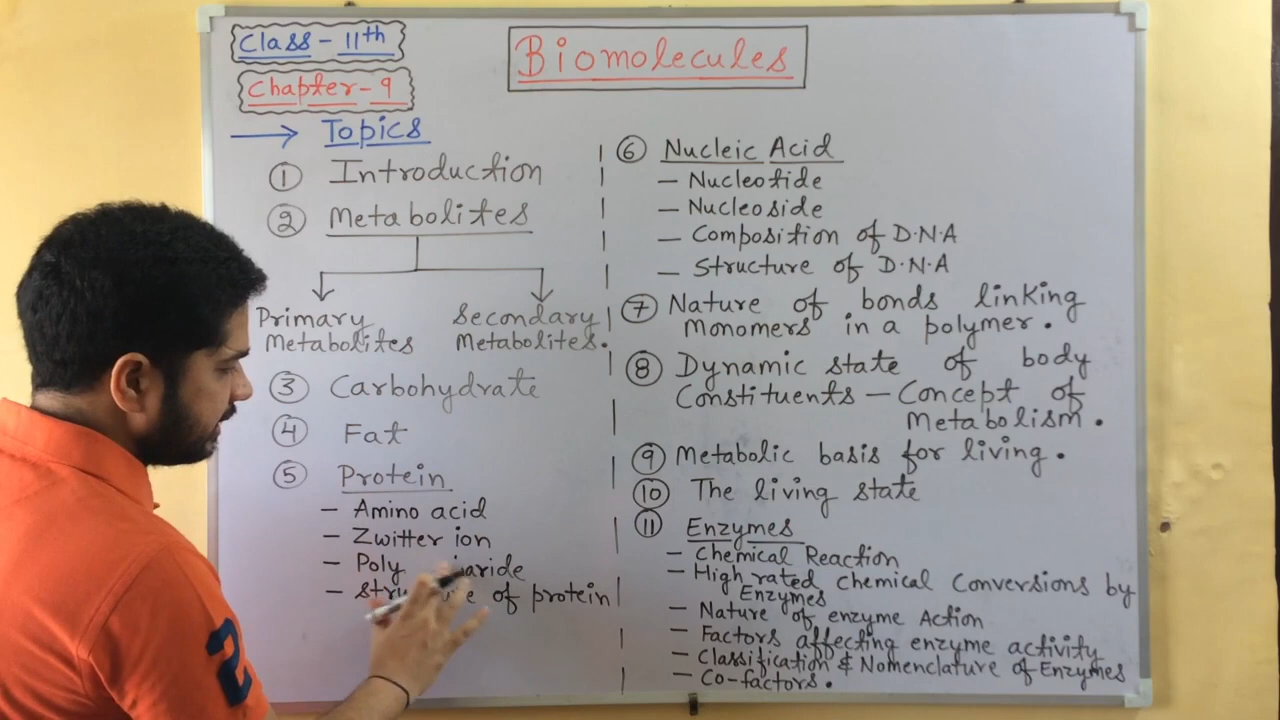 Class - 11th
Chapter - 9
Biomolecules
→ Topics
① Introduction
② Metabolites
Primary Metabolites
Secondary Metabolites.
③ Carbohydrate
④ Fat
⑤ Protein
- Amino acid
- Zwitter ion
- Poly
- of protein
⑥ Nucleic Acid
- Nucleotide
- Nucleoside
- Composition of D.N.A
- Structure of D.N.A
⑦ Nature of bonds linking
monomers in a polymer.
⑧ Dynamic state of body
Constituents - Concept of
Metabolism.
⑨ Metabolic basis for living.
⑩ The living state
⑪ Enzymes
- Chemical Reaction
- High rated chemical Conversions by
Enzymes
- Nature of enzyme Action
- Factors affecting enzyme activity
- Classification & Nomenclature of Enzymes
- Co-factors.
2